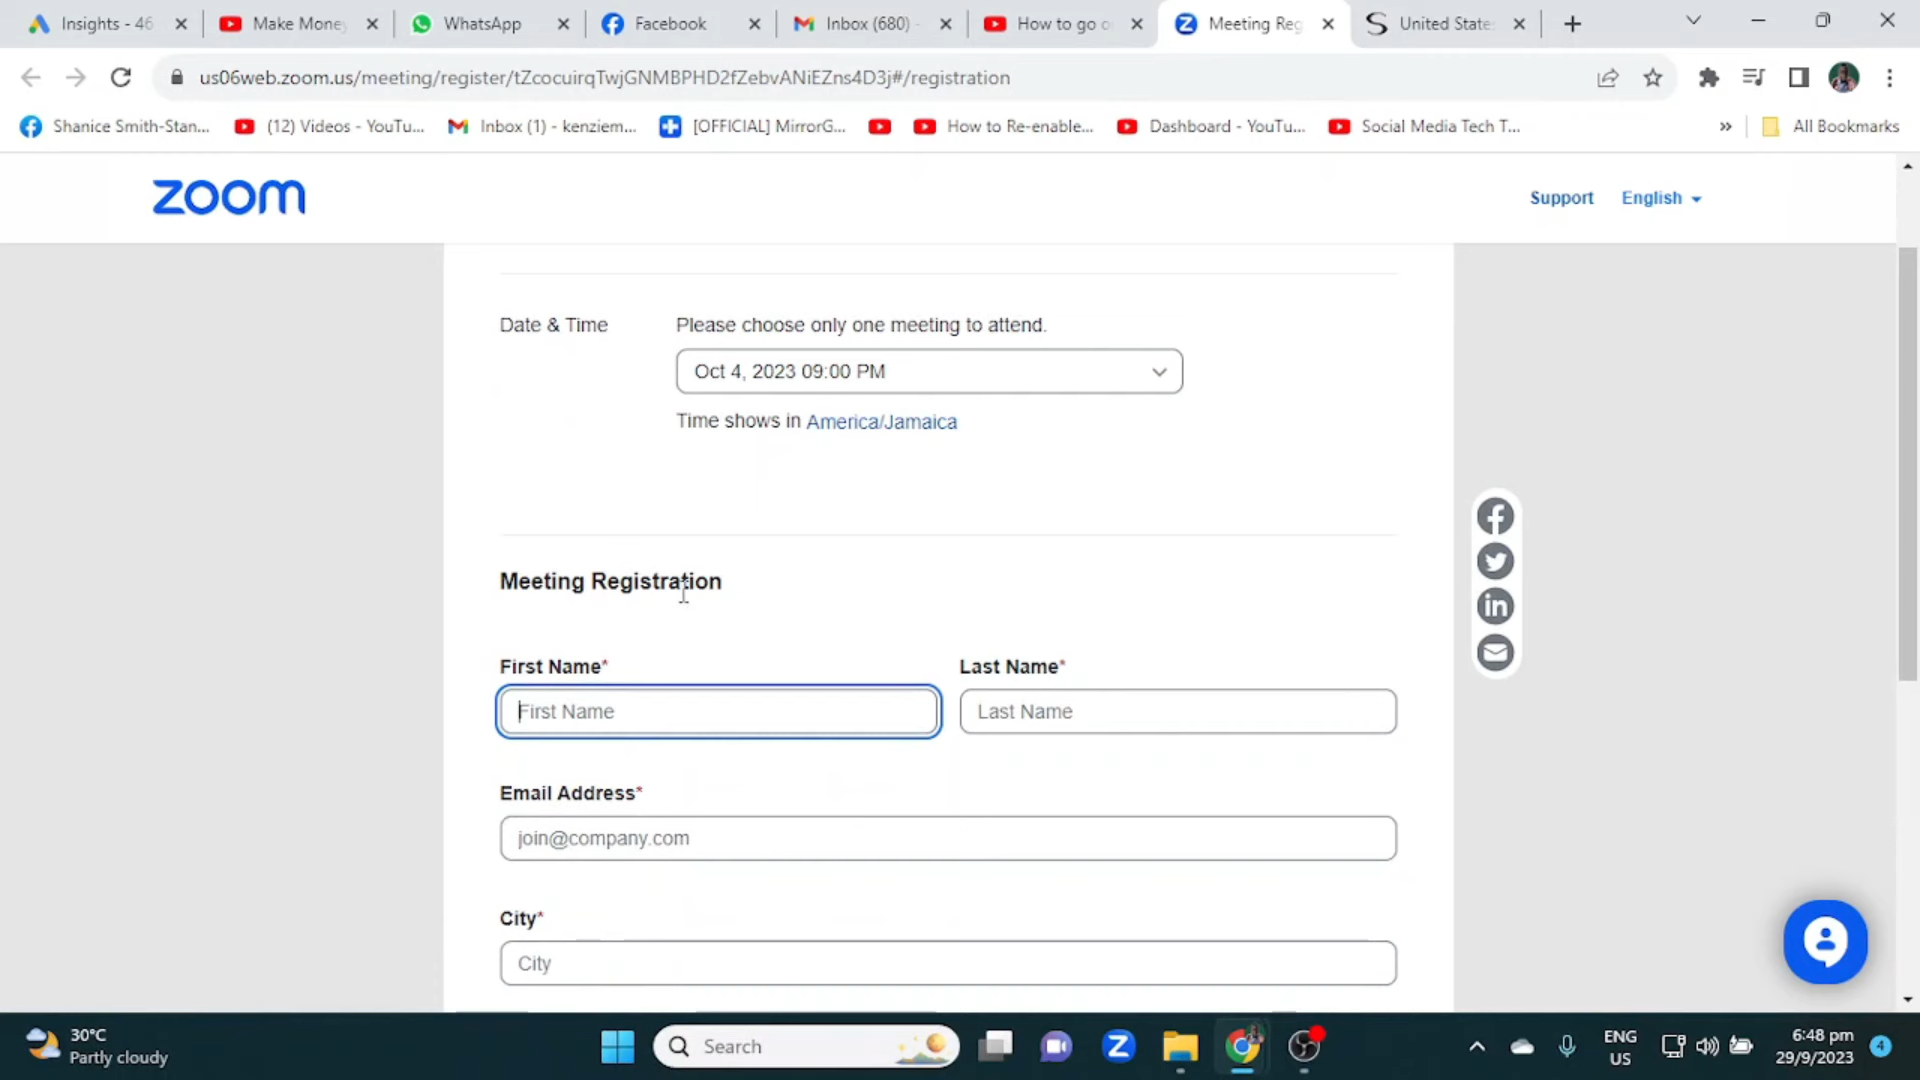 Insights - 46
Make Money
WhatsApp
Facebook
Inbox (680) -
How to go o
Meeting Reg
United State
us06web.zoom.us/meeting/register/tZcocuirqTwjGNMBPHD2fZebvANiEZns4D3j#/registration
Shanice Smith-Stan...
(12) Videos - YouTu...
Inbox (1) - kenziem...
[OFFICIAL] MirrorG...
How to Re-enable...
Dashboard - YouTu...
Social Media Tech T...
»
All Bookmarks
zoom
Support
English
Date & Time
Please choose only one meeting to attend.
Oct 4, 2023 09:00 PM
Time shows in America/Jamaica
Meeting Registration
First Name*
Last Name*
First Name
Last Name
Email Address*
join@company.com
City*
City
30°C
Partly cloudy
Search
ENG
US
6:48 pm
29/9/2023
4